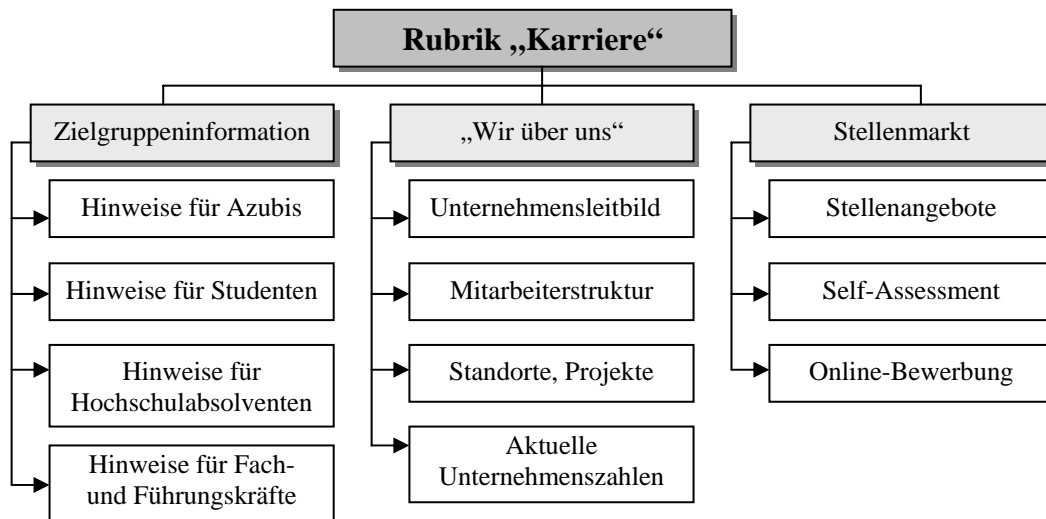 Rubrik „Karriere“
Zielgruppeninformation
Hinweise für Azubis
Hinweise für Studenten
Hinweise für
Hochschulabsolventen
Hinweise für Fach-
und Führungskräfte
„Wir über uns“
Unternehmensleitbild
Mitarbeiterstruktur
Standorte, Projekte
Aktuelle
Unternehmenszahlen
Stellenmarkt
Stellenangebote
Self-Assessment
Online-Bewerbung